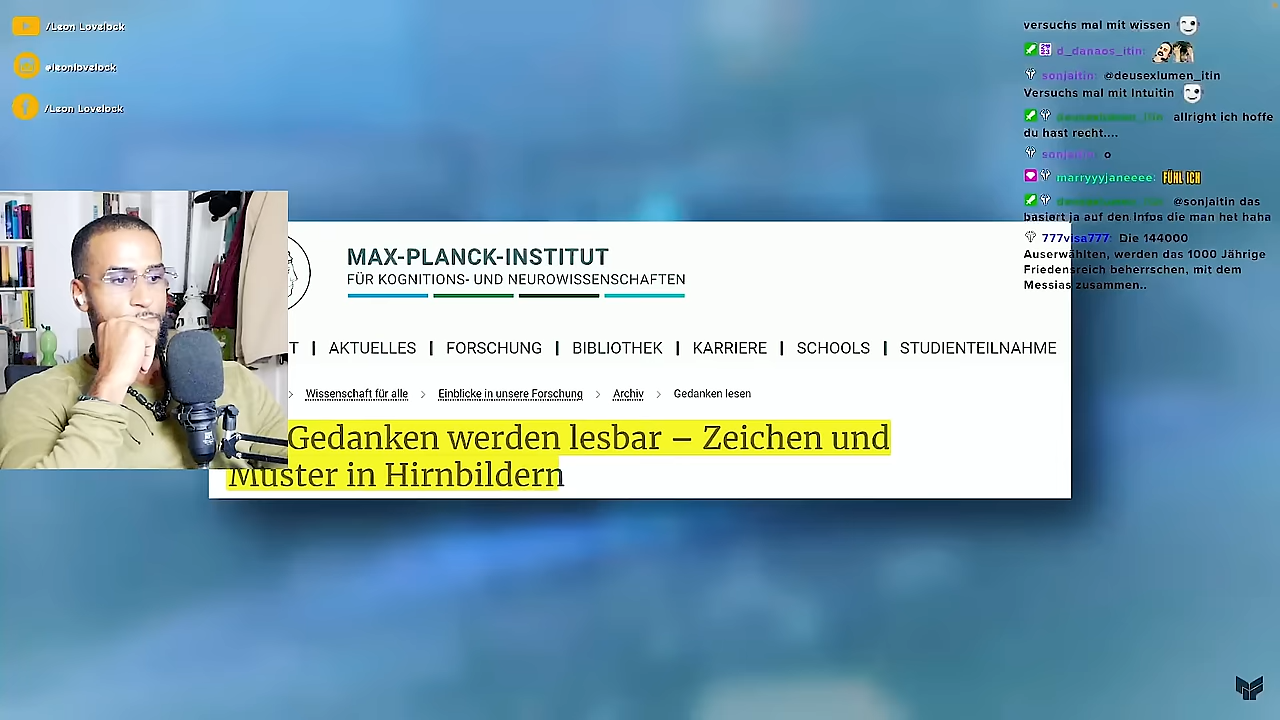 /Leon Lovelock
@leonlovelock
/Leon Lovelock
versuchs mal mit wissen
d_danaos_itin:
sonjaitin: @deusexlumen_itin
Versuchs mal mit Intuitin
deusexlumen_itin: allright ich hoffe
du hast recht....
sonjaitin: o
marryyyjaneeee: FÜHL ICH
deusexlumen_itin: @sonjaitin das
basiert ja auf den Infos die man het haha
777visa777: Die 144000
Auserwählten, werden das 1000 Jährige
Friedensreich beherrschen, mit dem
Messias zusammen..
MAX-PLANCK-INSTITUT
FÜR KOGNITIONS- UND NEUROWISSENSCHAFTEN
T | AKTUELLES | FORSCHUNG | BIBLIOTHEK | KARRIERE | SCHOOLS | STUDIENTEILNAHME
> Wissenschaft für alle > Einblicke in unsere Forschung > Archiv > Gedanken lesen
Gedanken werden lesbar – Zeichen und
Muster in Hirnbildern